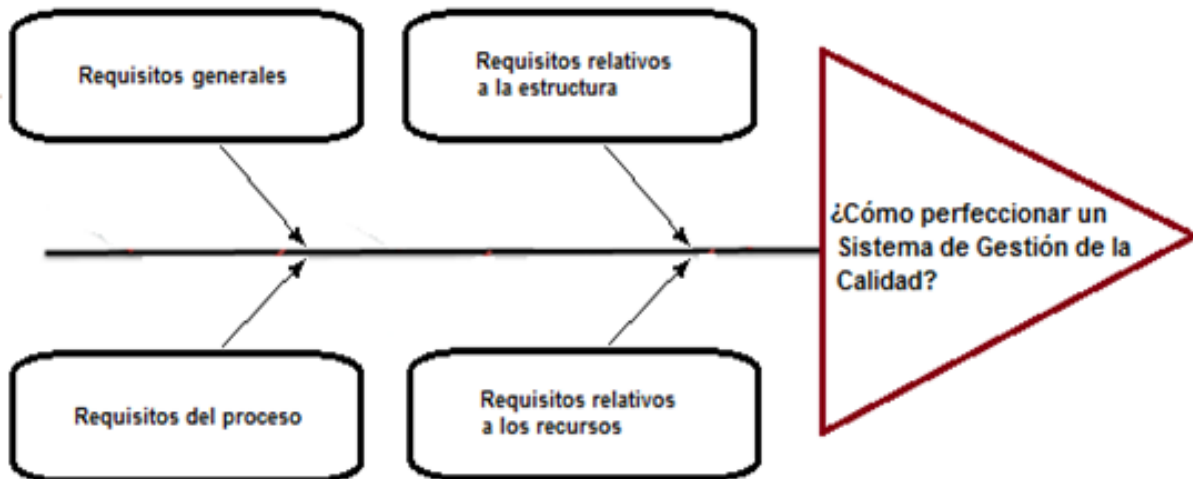 Requisitos generales
Requisitos relativos
a la estructura
¿Cómo perfeccionar un
Sistema de Gestión de la
Calidad?
Requisitos del proceso
Requisitos relativos
a los recursos